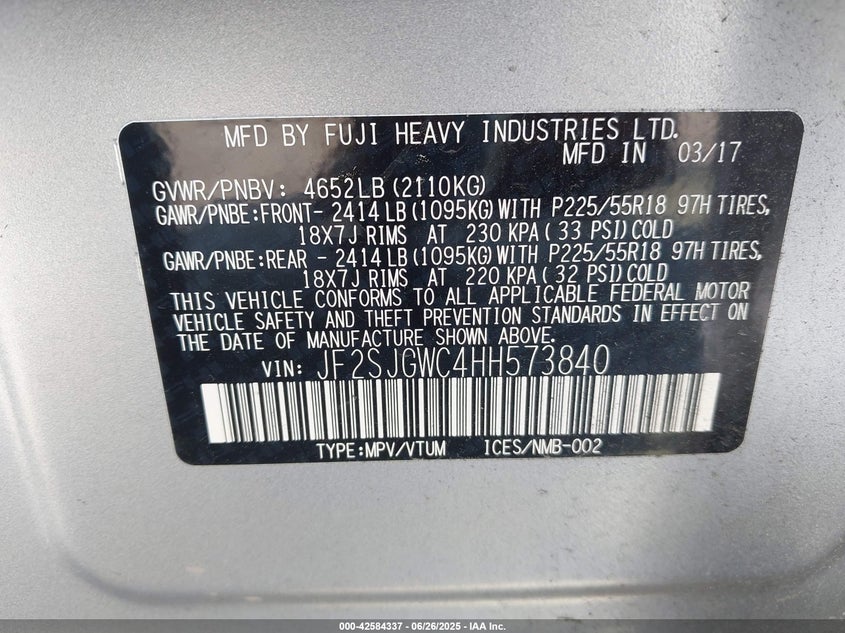 MFD BY FUJI HEAVY INDUSTRIES LTD.
MFD IN 03/17
GVWR/PNBV: 4652LB (2110KG)
GAWR/PNBE:FRONT- 2414 LB (1095KG) WITH P225/55R18 97H TIRES,
18X7J RIMS AT 230 KPA ( 33 PSI) COLD
GAWR/PNBE:REAR - 2414 LB (1095KG) WITH P225/55R18 97H TIRES,
18X7J RIMS AT 220 KPA ( 32 PSI) COLD
THIS VEHICLE CONFORMS TO ALL APPLICABLE FEDERAL MOTOR
VEHICLE SAFETY AND THEFT PREVENTION STANDARDS IN EFFECT ON
THE DATE OF MANUFACTURE SHOWN ABOVE.
VIN: JF2SJGWC4HH573840
TYPE:MPV/VTUM ICES/NMB-002
000-42584337 - 06/26/2025 - IAA Inc.